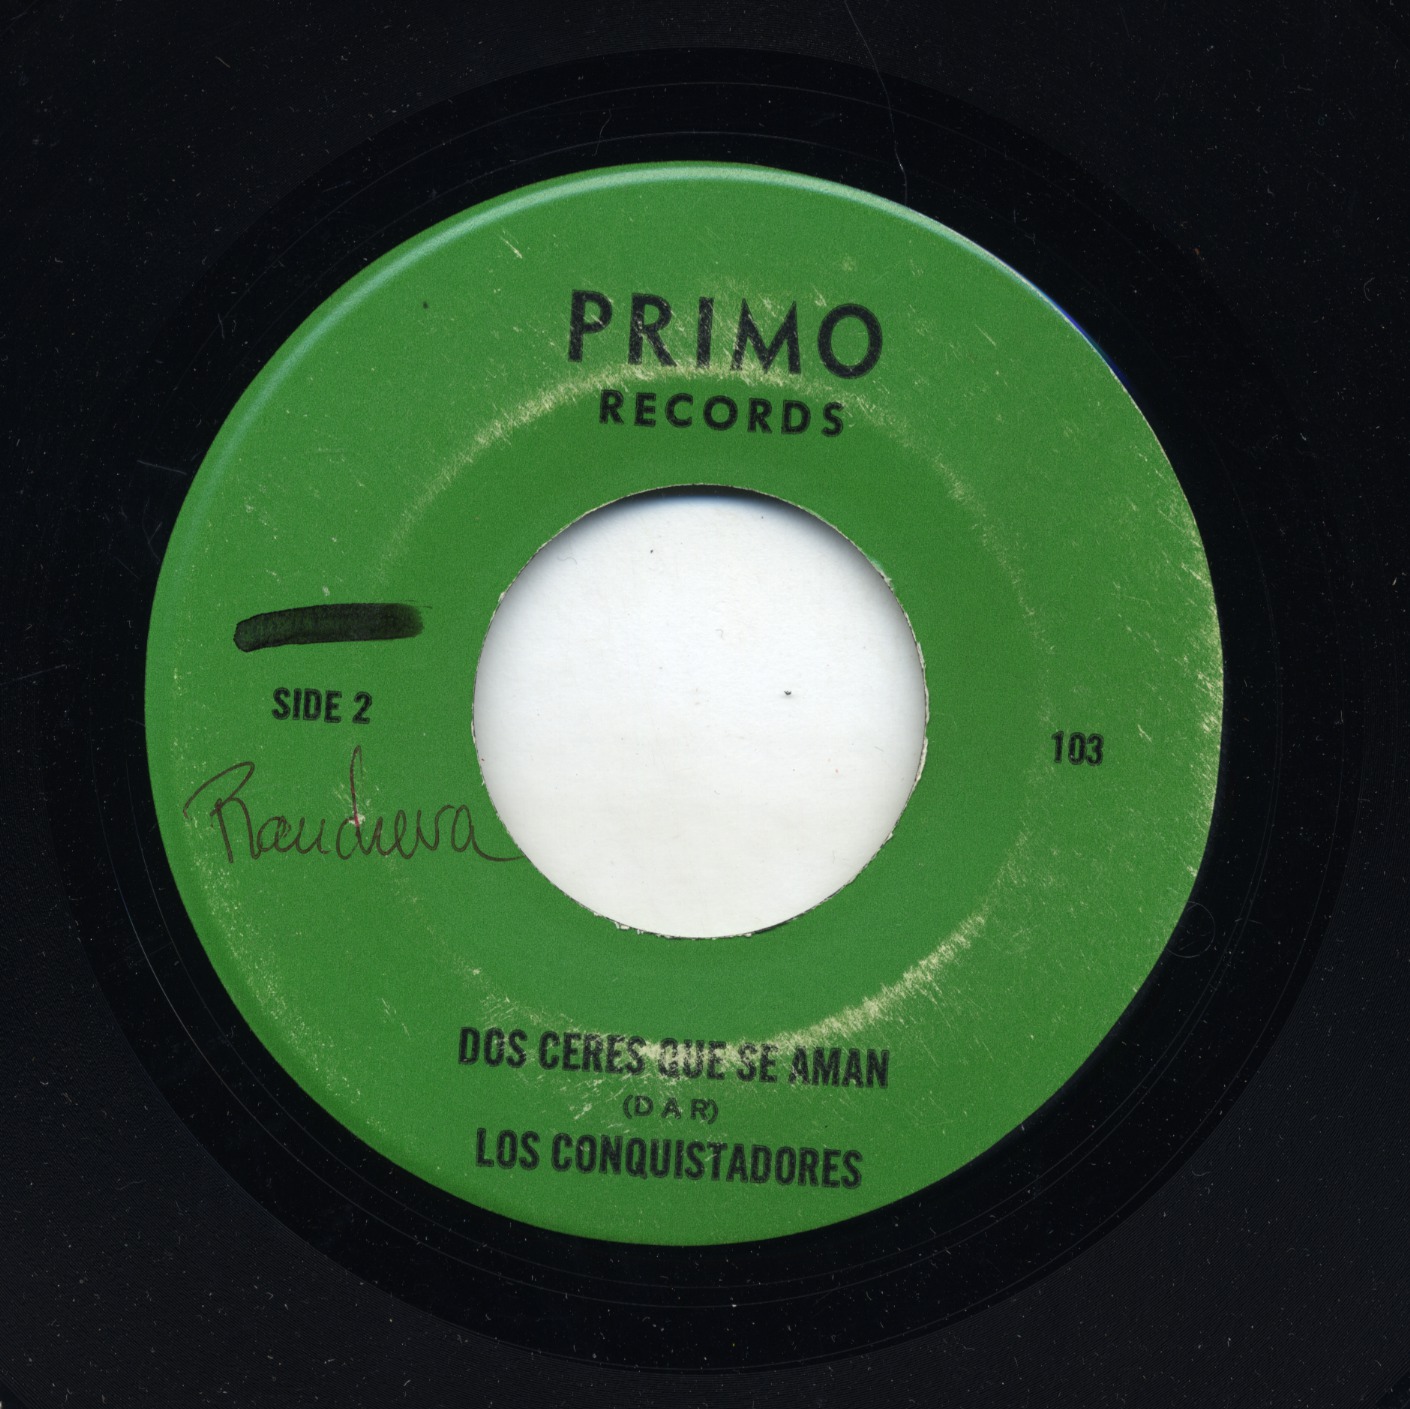 PRIMO
RECORDS
SIDE 2
103
Ranchera
DOS CERES QUE SE AMAN
(D A R)
LOS CONQUISTADORES